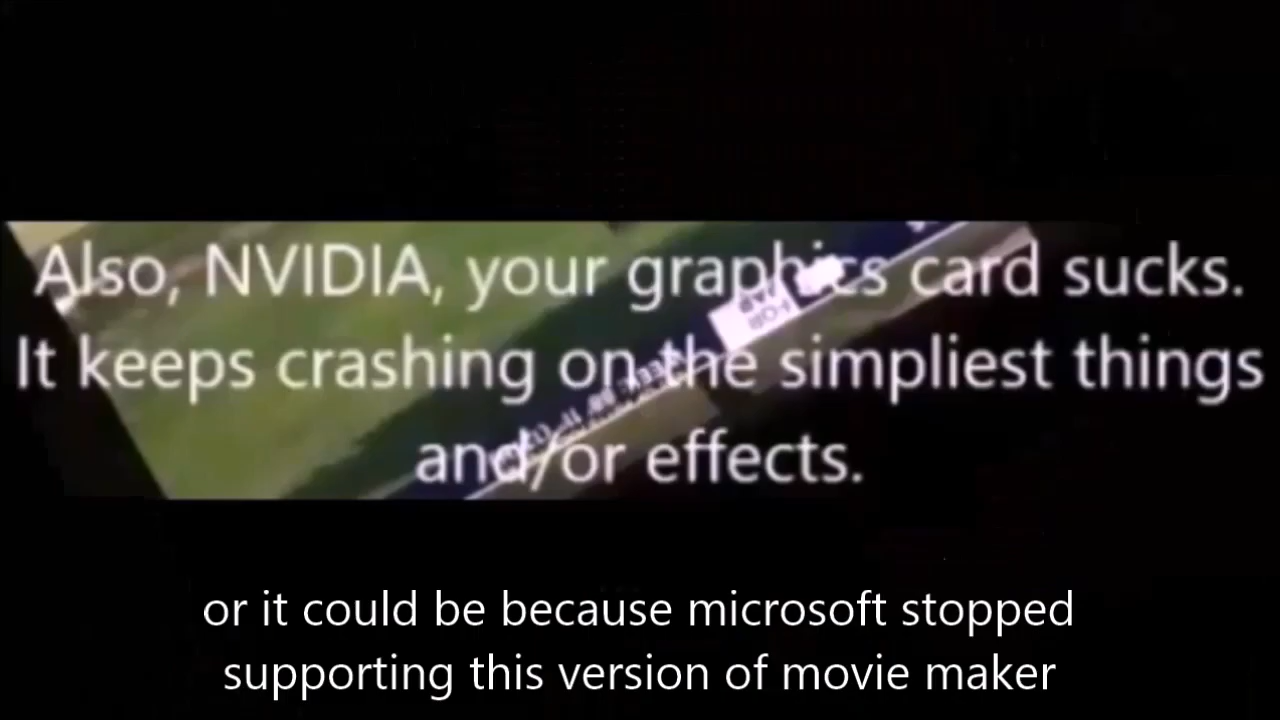 Also, NVIDIA, your graphics card sucks.
It keeps crashing on the simpliest things
and/or effects.
or it could be because microsoft stopped
supporting this version of movie maker